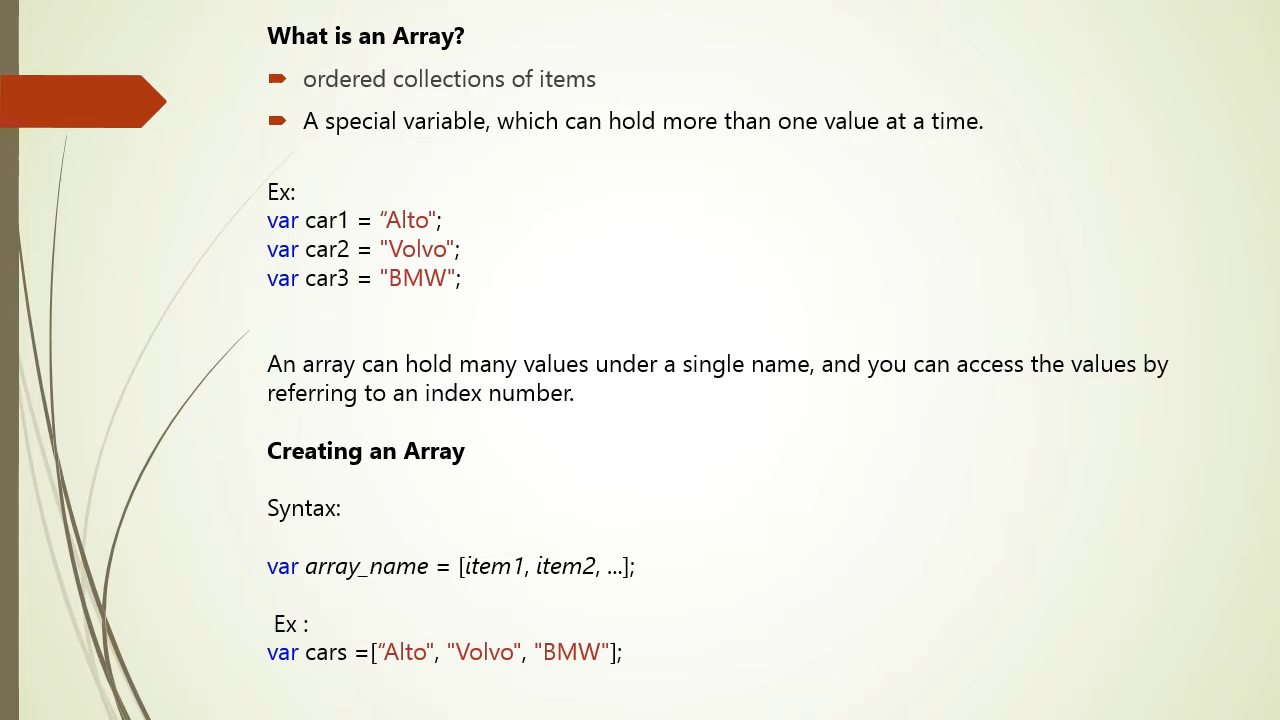 What is an Array?
ordered collections of items
A special variable, which can hold more than one value at a time.
Ex:
var car1 = “Alto";
var car2 = "Volvo";
var car3 = "BMW";
An array can hold many values under a single name, and you can access the values by
referring to an index number.
Creating an Array
Syntax:
var array_name = [item1, item2, ...];
Ex :
var cars =[“Alto", "Volvo", "BMW"];